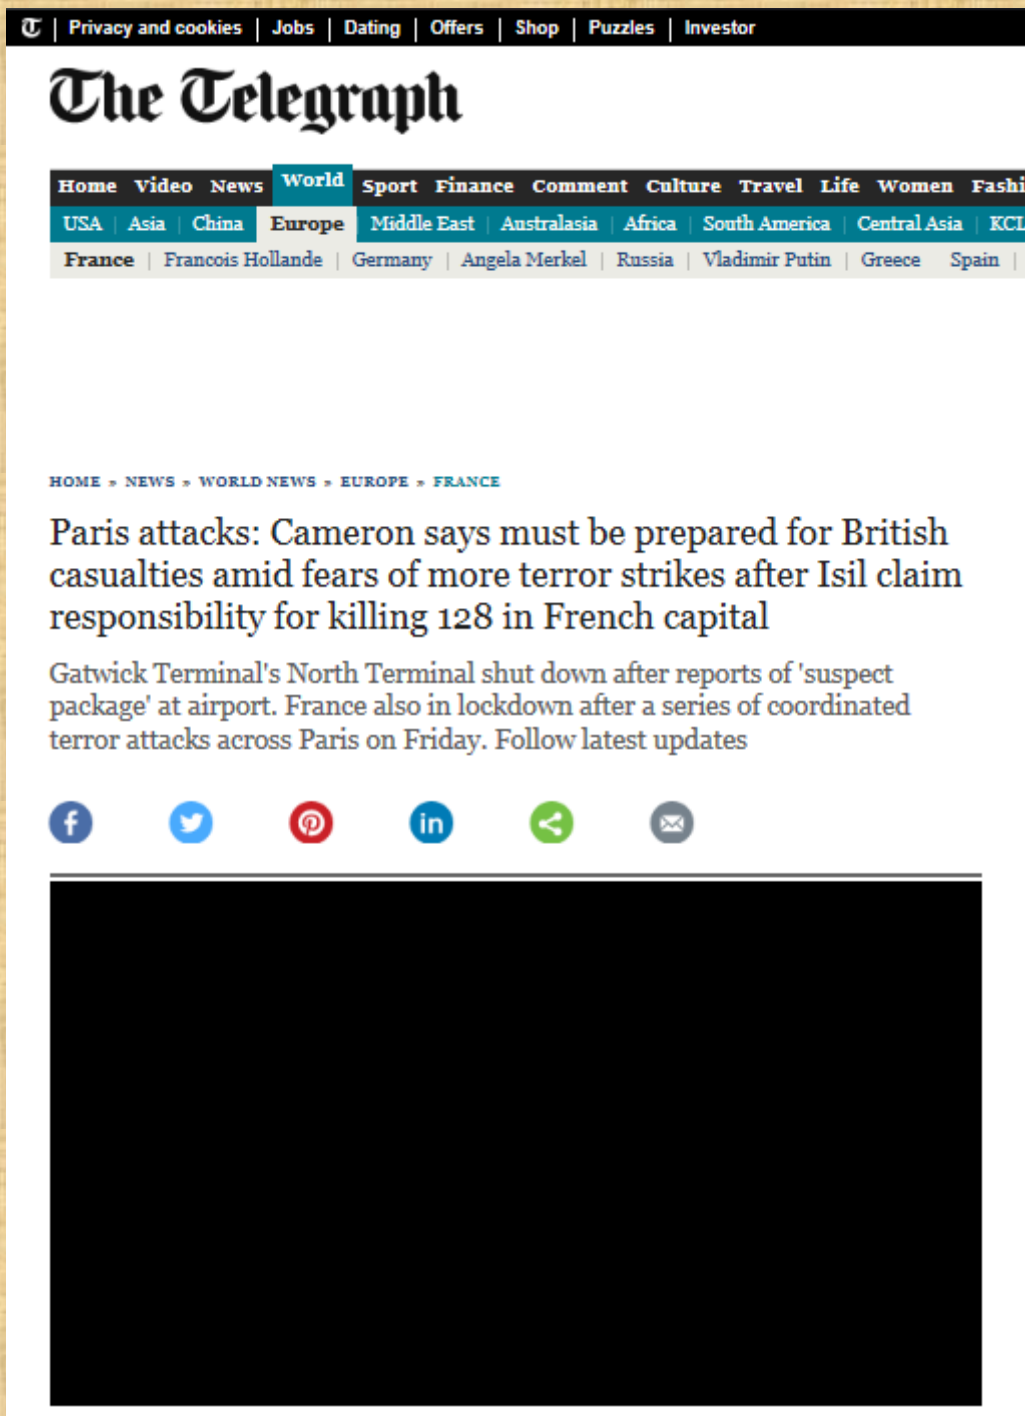 T | Privacy and cookies | Jobs | Dating | Offers | Shop | Puzzles | Investor
The Telegraph
Home Video News World Sport Finance Comment Culture Travel Life Women Fashi
USA | Asia | China | Europe | Middle East | Australasia | Africa | South America | Central Asia | KCL
France | Francois Hollande | Germany | Angela Merkel | Russia | Vladimir Putin | Greece Spain |
HOME » NEWS » WORLD NEWS » EUROPE » FRANCE
Paris attacks: Cameron says must be prepared for British
casualties amid fears of more terror strikes after Isil claim
responsibility for killing 128 in French capital
Gatwick Terminal's North Terminal shut down after reports of 'suspect
package' at airport. France also in lockdown after a series of coordinated
terror attacks across Paris on Friday. Follow latest updates